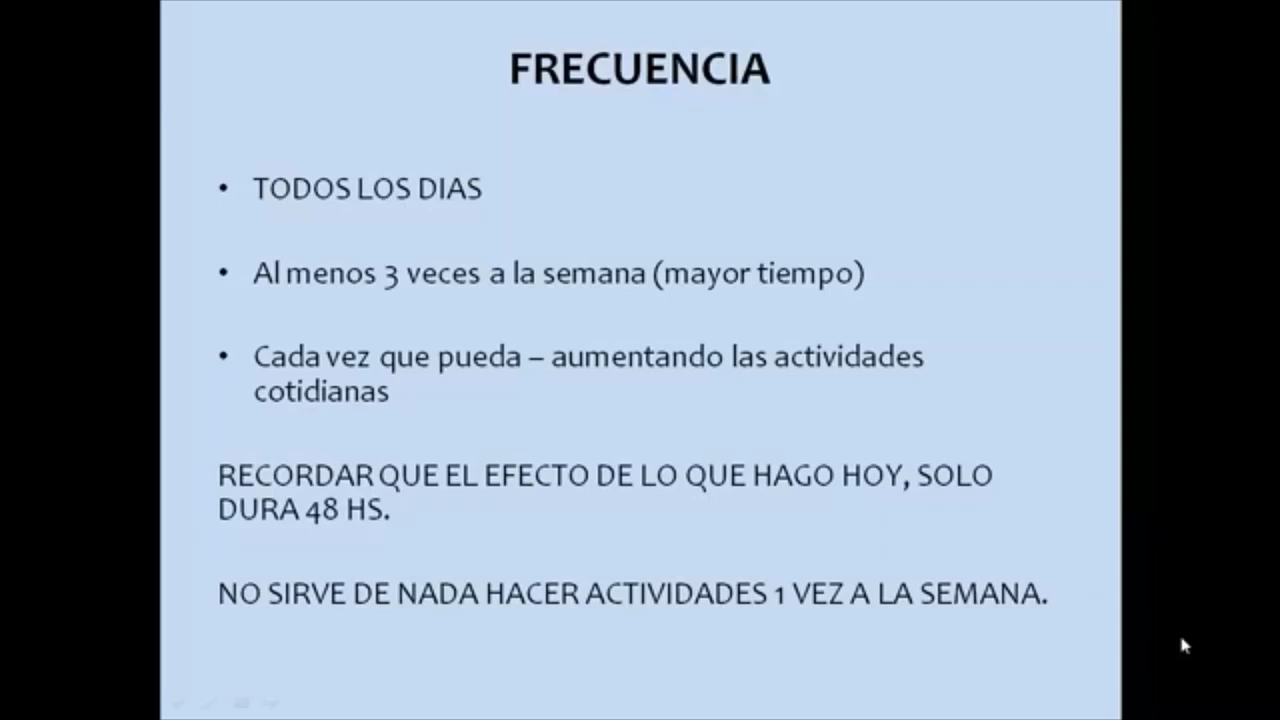 FRECUENCIA
• TODOS LOS DIAS
• Al menos 3 veces a la semana (mayor tiempo)
• Cada vez que pueda – aumentando las actividades
cotidianas
RECORDAR QUE EL EFECTO DE LO QUE HAGO HOY, SOLO
DURA 48 HS.
NO SIRVE DE NADA HACER ACTIVIDADES 1 VEZ A LA SEMANA.